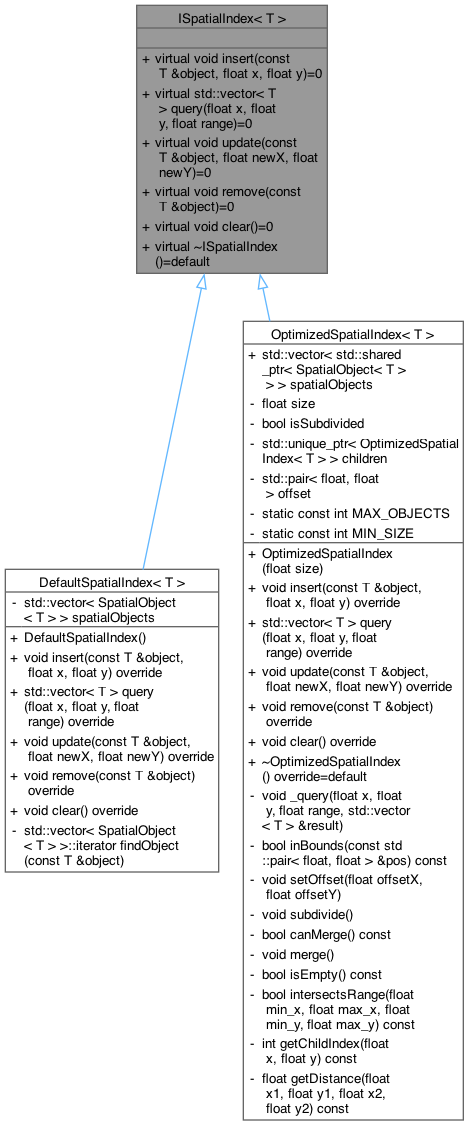 ISpatialIndex< T >
+ virtual void insert(const
T &object, float x, float y)=0
+ virtual std::vector< T
> query(float x, float
y, float range)=0
+ virtual void update(const
T &object, float newX, float
newY)=0
+ virtual void remove(const
T &object)=0
+ virtual void clear()=0
+ virtual ~ISpatialIndex
()=default
OptimizedSpatialIndex< T >
+ std::vector< std::shared
_ptr< SpatialObject< T >
> > spatialObjects
- float size
- bool isSubdivided
- std::unique_ptr< OptimizedSpatial
Index< T > > children
- std::pair< float, float
> offset
- static const int MAX_OBJECTS
- static const int MIN_SIZE
+ OptimizedSpatialIndex
(float size)
+ void insert(const T &object,
float x, float y) override
+ std::vector< T > query
(float x, float y, float
range) override
+ void update(const T &object,
float newX, float newY) override
+ void remove(const T &object)
override
+ void clear() override
+ ~OptimizedSpatialIndex
() override=default
- void _query(float x, float
y, float range, std::vector
< T > &result)
- bool inBounds(const std
::pair< float, float > &pos) const
- void setOffset(float offsetX,
float offsetY)
- void subdivide()
- bool canMerge() const
- void merge()
- bool isEmpty() const
- bool intersectsRange(float
min_x, float max_x, float
min_y, float max_y) const
- int getChildIndex(float
x, float y) const
- float getDistance(float
x1, float y1, float x2,
float y2) const
DefaultSpatialIndex< T >
- std::vector< SpatialObject
< T > > spatialObjects
+ DefaultSpatialIndex()
+ void insert(const T &object,
float x, float y) override
+ std::vector< T > query
(float x, float y, float
range) override
+ void update(const T &object,
float newX, float newY) override
+ void remove(const T &object)
override
+ void clear() override
- std::vector< SpatialObject
< T > >::iterator findObject
(const T &object)